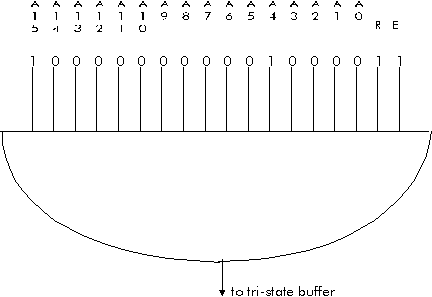 A15 A14 A13 A12 A11 A10 A9 A8 A7 A6 A5 A4 A3 A2 A1 A0 R E
1 0 0 0 0 0 0 0 0 0 0 1 0 0 0 0 1 1
to tri-state buffer